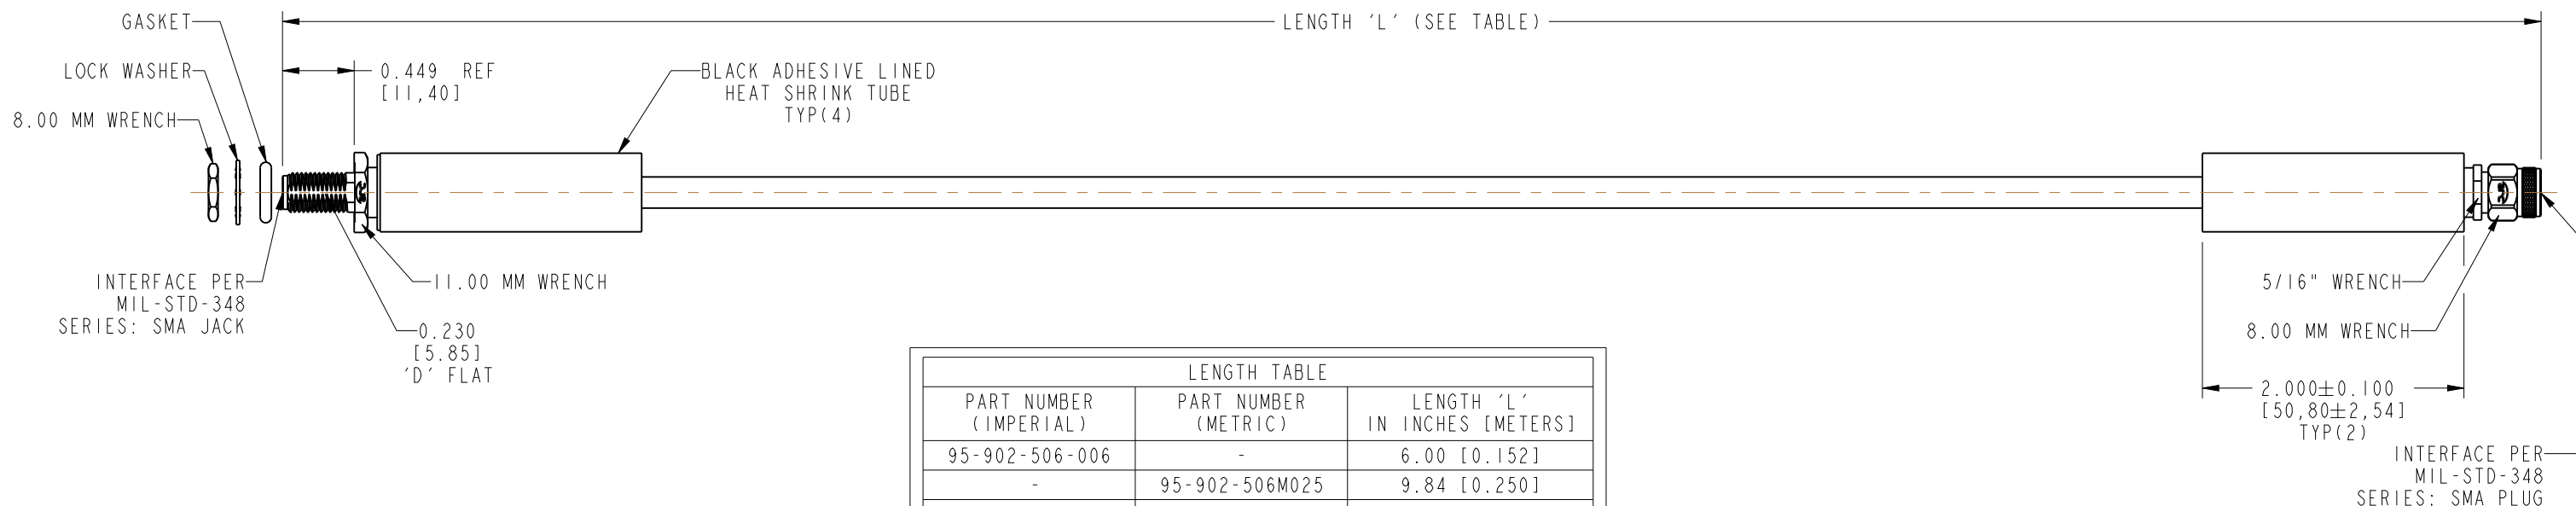 GASKET
LENGTH 'L' (SEE TABLE)
LOCK WASHER
0.449 REF
[11,40]
BLACK ADHESIVE LINED
HEAT SHRINK TUBE
TYP(4)
8.00 MM WRENCH
INTERFACE PER
MIL-STD-348
SERIES: SMA JACK
11.00 MM WRENCH
0.230
[5.85]
'D' FLAT
5/16" WRENCH
8.00 MM WRENCH
2.000±0.100
[50,80±2,54]
TYP(2)
INTERFACE PER
MIL-STD-348
SERIES: SMA PLUG
LENGTH TABLE
PART NUMBER
(IMPERIAL)
PART NUMBER
(METRIC)
LENGTH 'L'
IN INCHES [METERS]
95-902-506-006
-
6.00 [0.152]
-
95-902-506M025
9.84 [0.250]